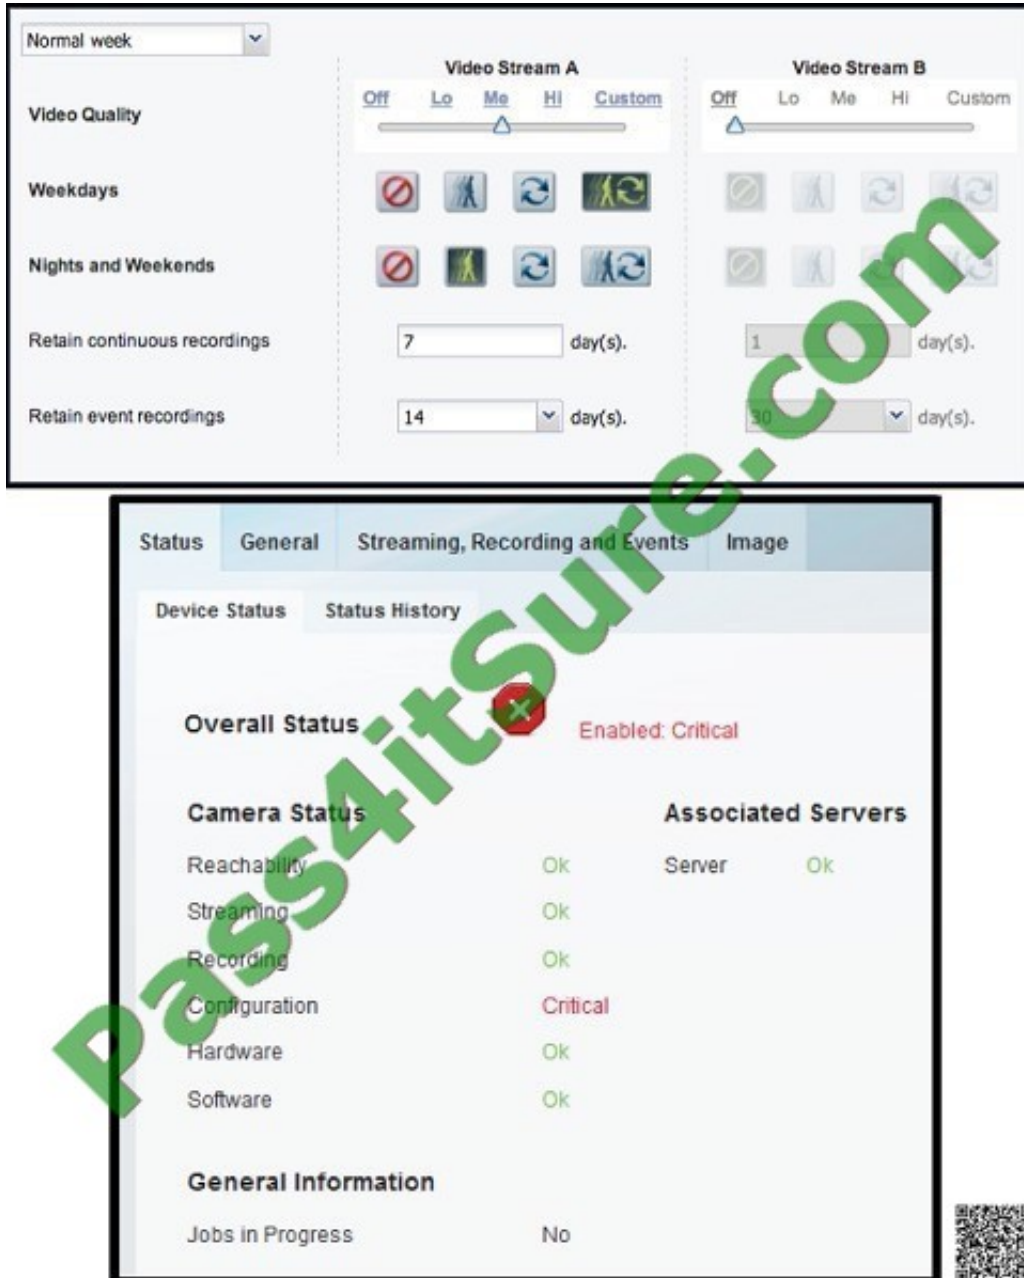 Normal week
Video Stream A
Video Stream B
Video Quality
Off Lo Me Hi Custom
Off Lo Me Hi Custom
Weekdays
Nights and Weekends
Retain continuous recordings
7 day(s).
1 day(s).
Retain event recordings
14 day(s).
30 day(s).
Status General Streaming, Recording and Events Image
Device Status Status History
Overall Status
Enabled: Critical
Camera Status
Associated Servers
Reachability Ok
Server Ok
Streaming Ok
Recording Ok
Configuration Critical
Hardware Ok
Software Ok
General Information
Jobs in Progress No
Pass4itSure.com